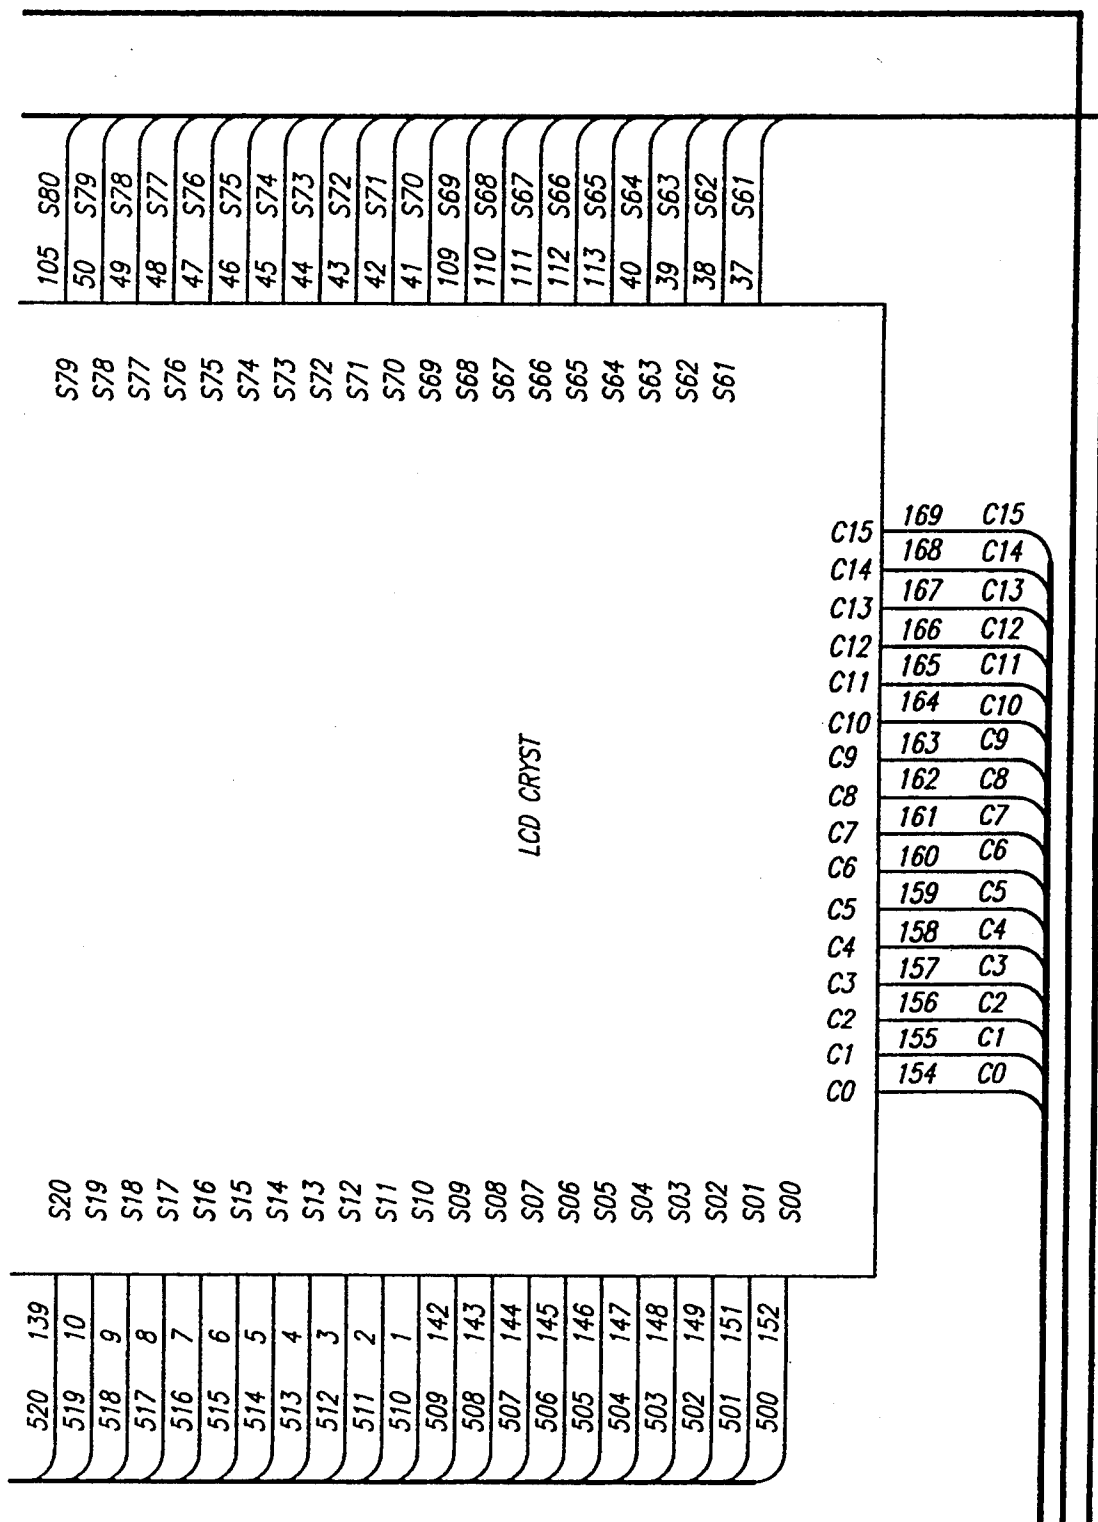 105 S80
50 S79
49 S78
48 S77
47 S76
46 S75
45 S74
44 S73
43 S72
42 S71
41 S70
109 S69
110 S68
111 S67
112 S66
113 S65
40 S64
39 S63
38 S62
37 S61
S79
S78
S77
S76
S75
S74
S73
S72
S71
S70
S69
S68
S67
S66
S65
S64
S63
S62
S61
C15 169 C15
C14 168 C14
C13 167 C13
C12 166 C12
C11 165 C11
C10 164 C10
C9 163 C9
C8 162 C8
C7 161 C7
C6 160 C6
C5 159 C5
C4 158 C4
C3 157 C3
C2 156 C2
C1 155 C1
C0 154 C0
LCD CRYST
S20
S19
S18
S17
S16
S15
S14
S13
S12
S11
S10
S09
S08
S07
S06
S05
S04
S03
S02
S01
S00
520 139
519 10
518 9
517 8
516 7
515 6
514 5
513 4
512 3
511 2
510 1
509 142
508 143
507 144
506 145
505 146
504 147
503 148
502 149
501 151
500 152